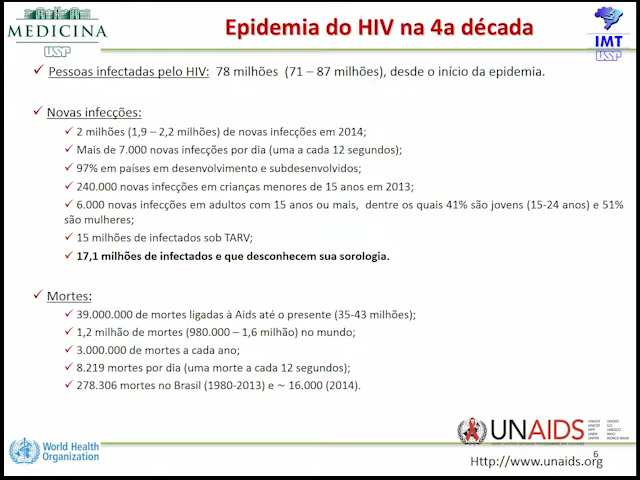 MEDICINA
USP
Epidemia do HIV na 4a década
IMT
USP
Pessoas infectadas pelo HIV: 78 milhões (71 – 87 milhões), desde o início da epidemia.
Novas infecções:
2 milhões (1,9 – 2,2 milhões) de novas infecções em 2014;
Mais de 7.000 novas infecções por dia (uma a cada 12 segundos);
97% em países em desenvolvimento e subdesenvolvidos;
240.000 novas infecções em crianças menores de 15 anos em 2013;
6.000 novas infecções em adultos com 15 anos ou mais, dentre os quais 41% são jovens (15-24 anos) e 51%
são mulheres;
15 milhões de infectados sob TARV;
17,1 milhões de infectados e que desconhecem sua sorologia.
Mortes:
39.000.000 de mortes ligadas à Aids até o presente (35-43 milhões);
1,2 milhão de mortes (980.000 – 1,6 milhão) no mundo;
3.000.000 de mortes a cada ano;
8.219 mortes por dia (uma morte a cada 12 segundos);
278.306 mortes no Brasil (1980-2013) e ~ 16.000 (2014).
World Health
Organization
UNAIDS
6
Http://www.unaids.org